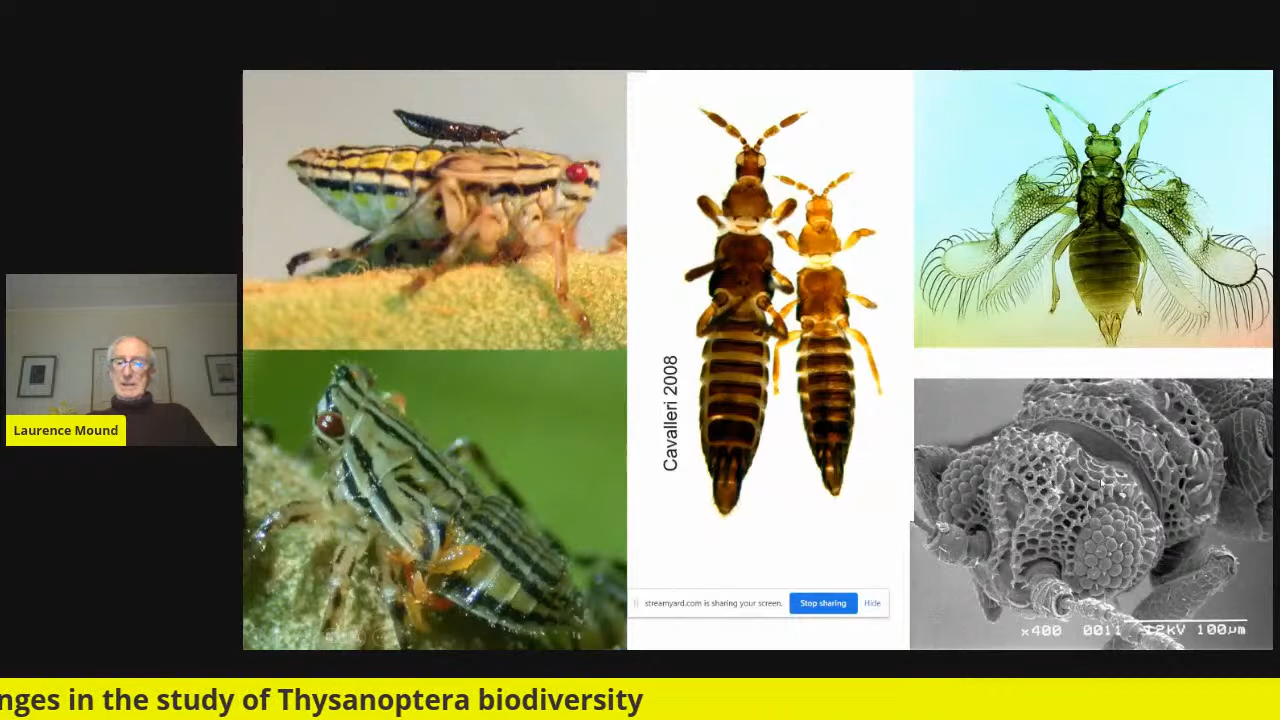 Laurence Mound
Cavalleri 2008
streamyard.com is sharing your screen. Stop sharing Hide
x400 0011 12kV 100µm
nges in the study of Thysanoptera biodiversity